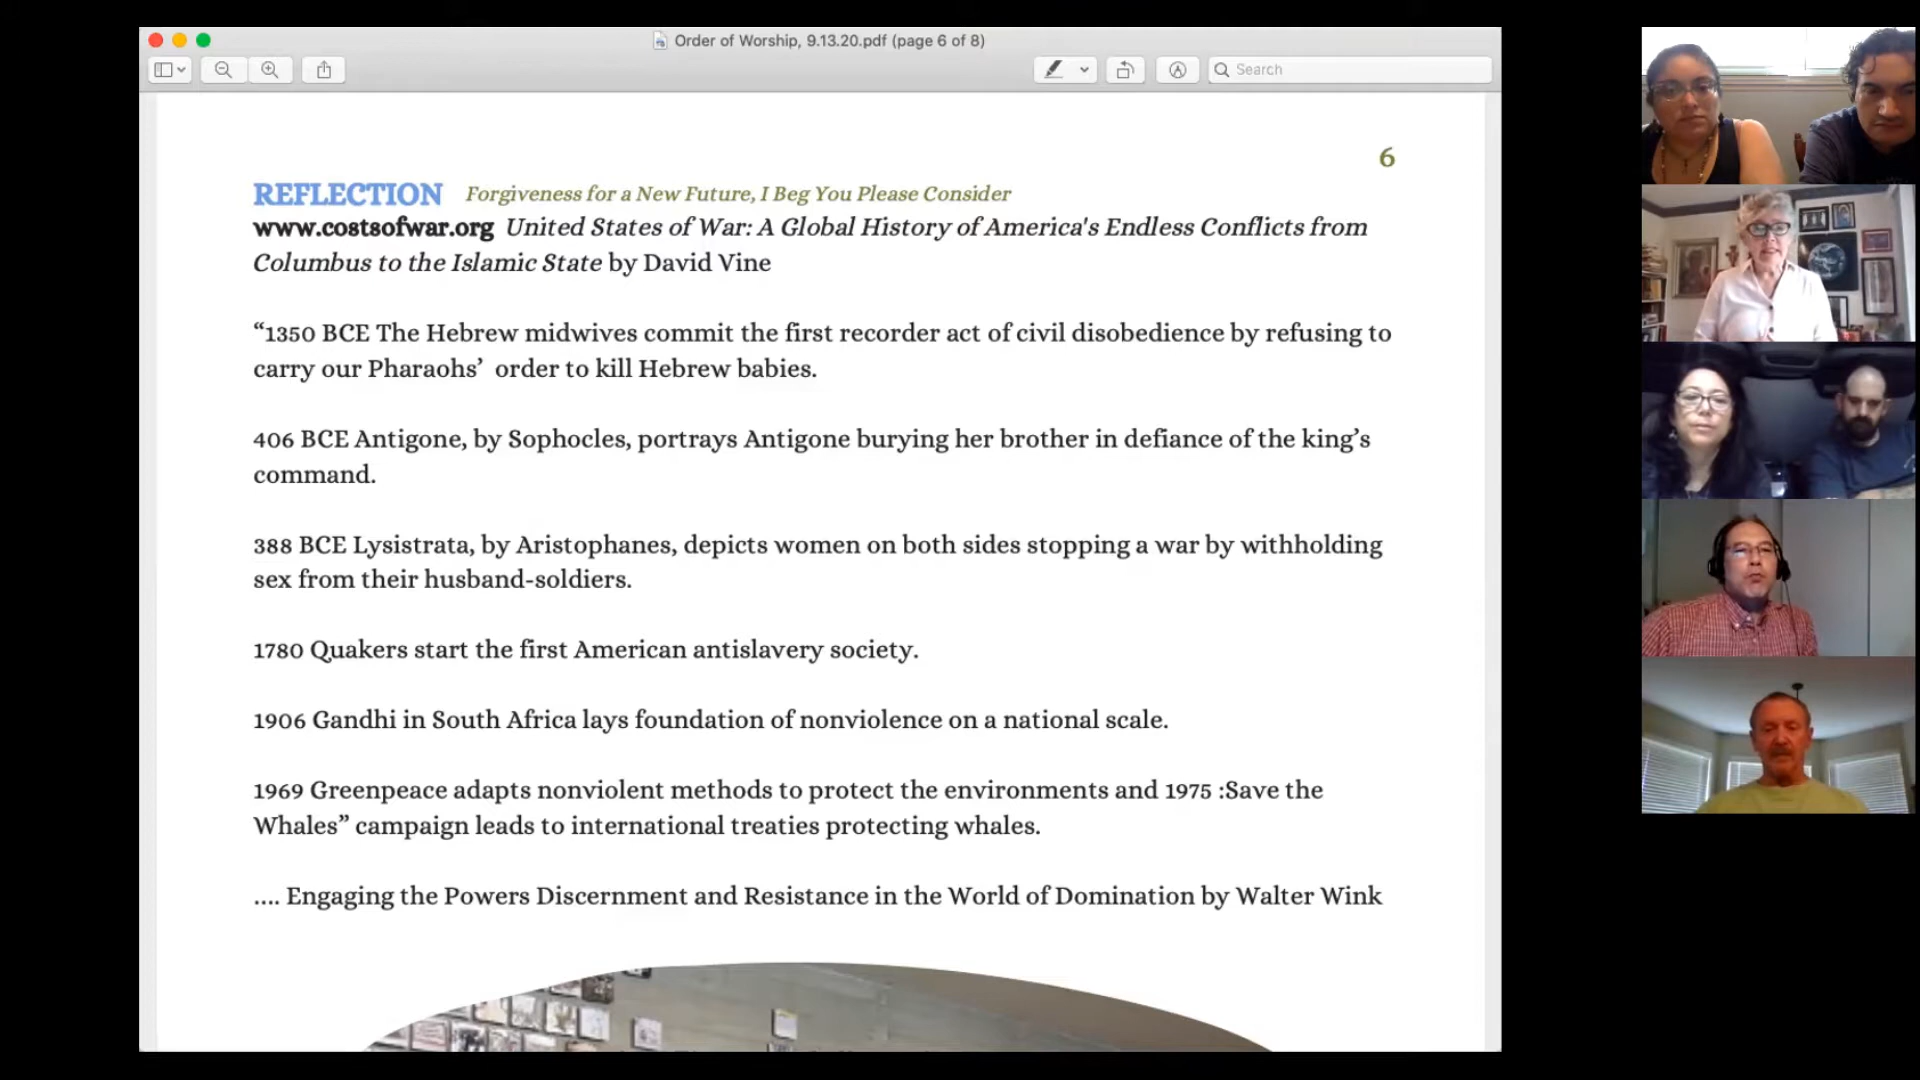 Order of Worship, 9.13.20.pdf (page 6 of 8)
Search
6
REFLECTION Forgiveness for a New Future, I Beg You Please Consider
www.costsofwar.org United States of War: A Global History of America's Endless Conflicts from
Columbus to the Islamic State by David Vine
“1350 BCE The Hebrew midwives commit the first recorder act of civil disobedience by refusing to
carry our Pharaohs’ order to kill Hebrew babies.
406 BCE Antigone, by Sophocles, portrays Antigone burying her brother in defiance of the king’s
command.
388 BCE Lysistrata, by Aristophanes, depicts women on both sides stopping a war by withholding
sex from their husband-soldiers.
1780 Quakers start the first American antislavery society.
1906 Gandhi in South Africa lays foundation of nonviolence on a national scale.
1969 Greenpeace adapts nonviolent methods to protect the environments and 1975 :Save the
Whales” campaign leads to international treaties protecting whales.
.... Engaging the Powers Discernment and Resistance in the World of Domination by Walter Wink